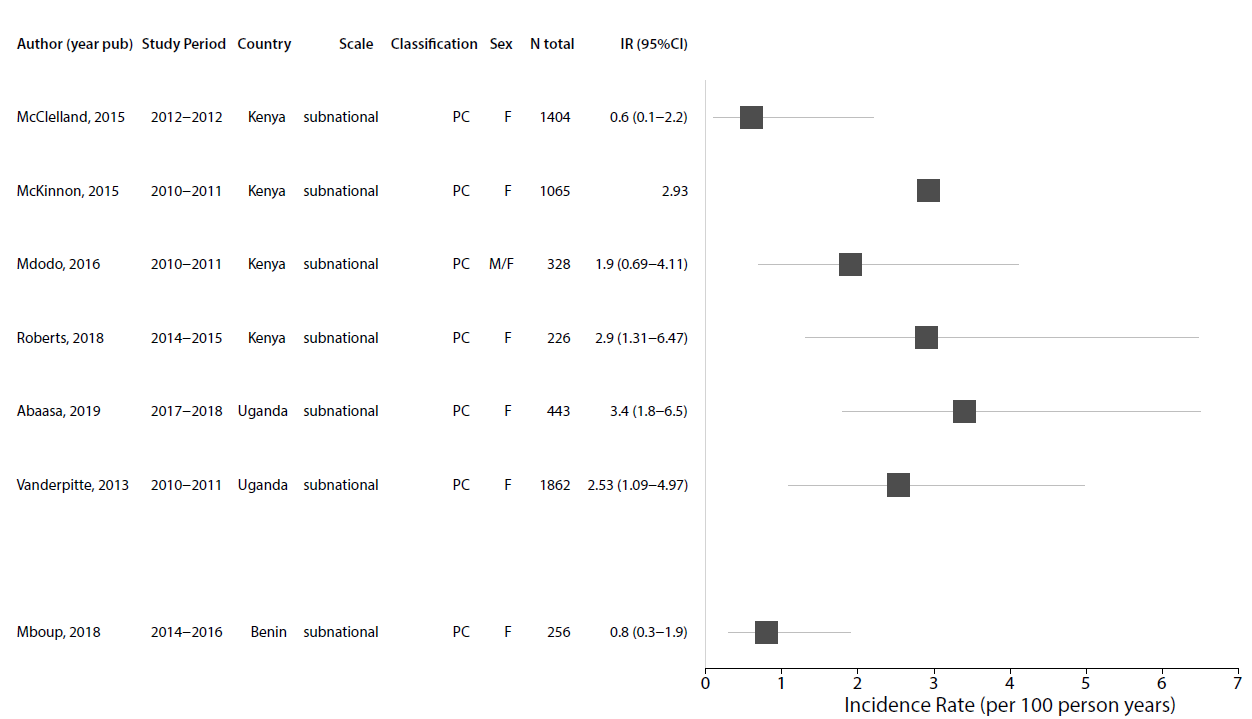 Author (year pub) Study Period Country Scale Classification Sex N total IR (95%CI)
McClelland, 2015 2012−2012 Kenya subnational PC F 1404 0.6 (0.1−2.2)
McKinnon, 2015 2010−2011 Kenya subnational PC F 1065 2.93
Mdodo, 2016 2010−2011 Kenya subnational PC M/F 328 1.9 (0.69−4.11)
Roberts, 2018 2014−2015 Kenya subnational PC F 226 2.9 (1.31−6.47)
Abaasa, 2019 2017−2018 Uganda subnational PC F 443 3.4 (1.8−6.5)
Vanderpitte, 2013 2010−2011 Uganda subnational PC F 1862 2.53 (1.09−4.97)
Mboup, 2018 2014−2016 Benin subnational PC F 256 0.8 (0.3−1.9)
0 1 2 3 4 5 6 7
Incidence Rate (per 100 person years)